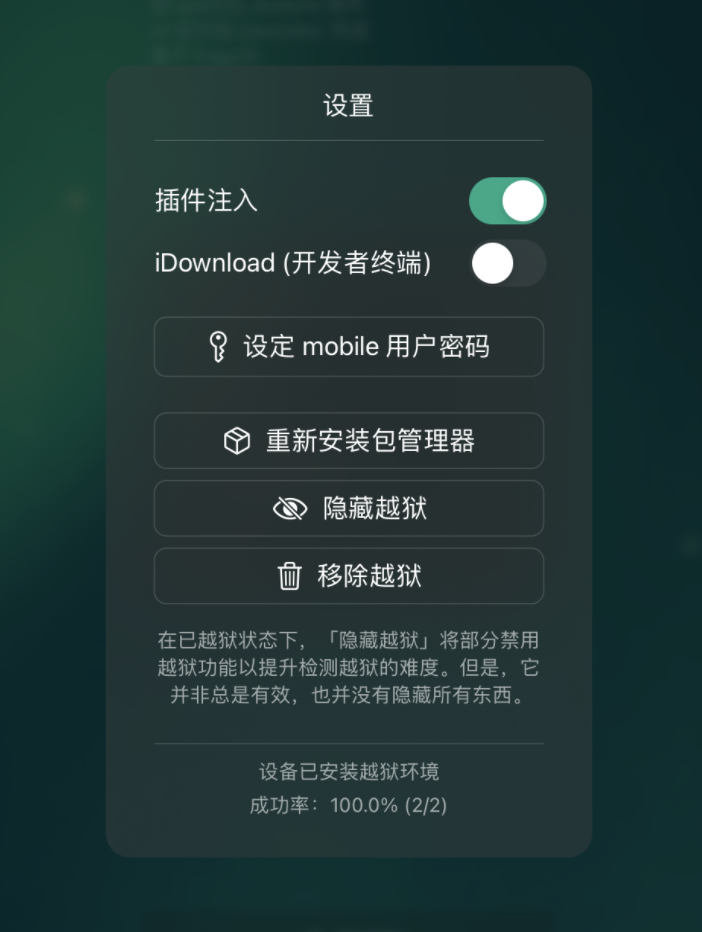 设置
插件注入
iDownload (开发者终端)
设定 mobile 用户密码
重新安装包管理器
隐藏越狱
移除越狱
在已越狱状态下，「隐藏越狱」将部分禁用
越狱功能以提升检测越狱的难度。但是，它
并非总是有效，也并没有隐藏所有东西。
设备已安装越狱环境
成功率：100.0% (2/2)